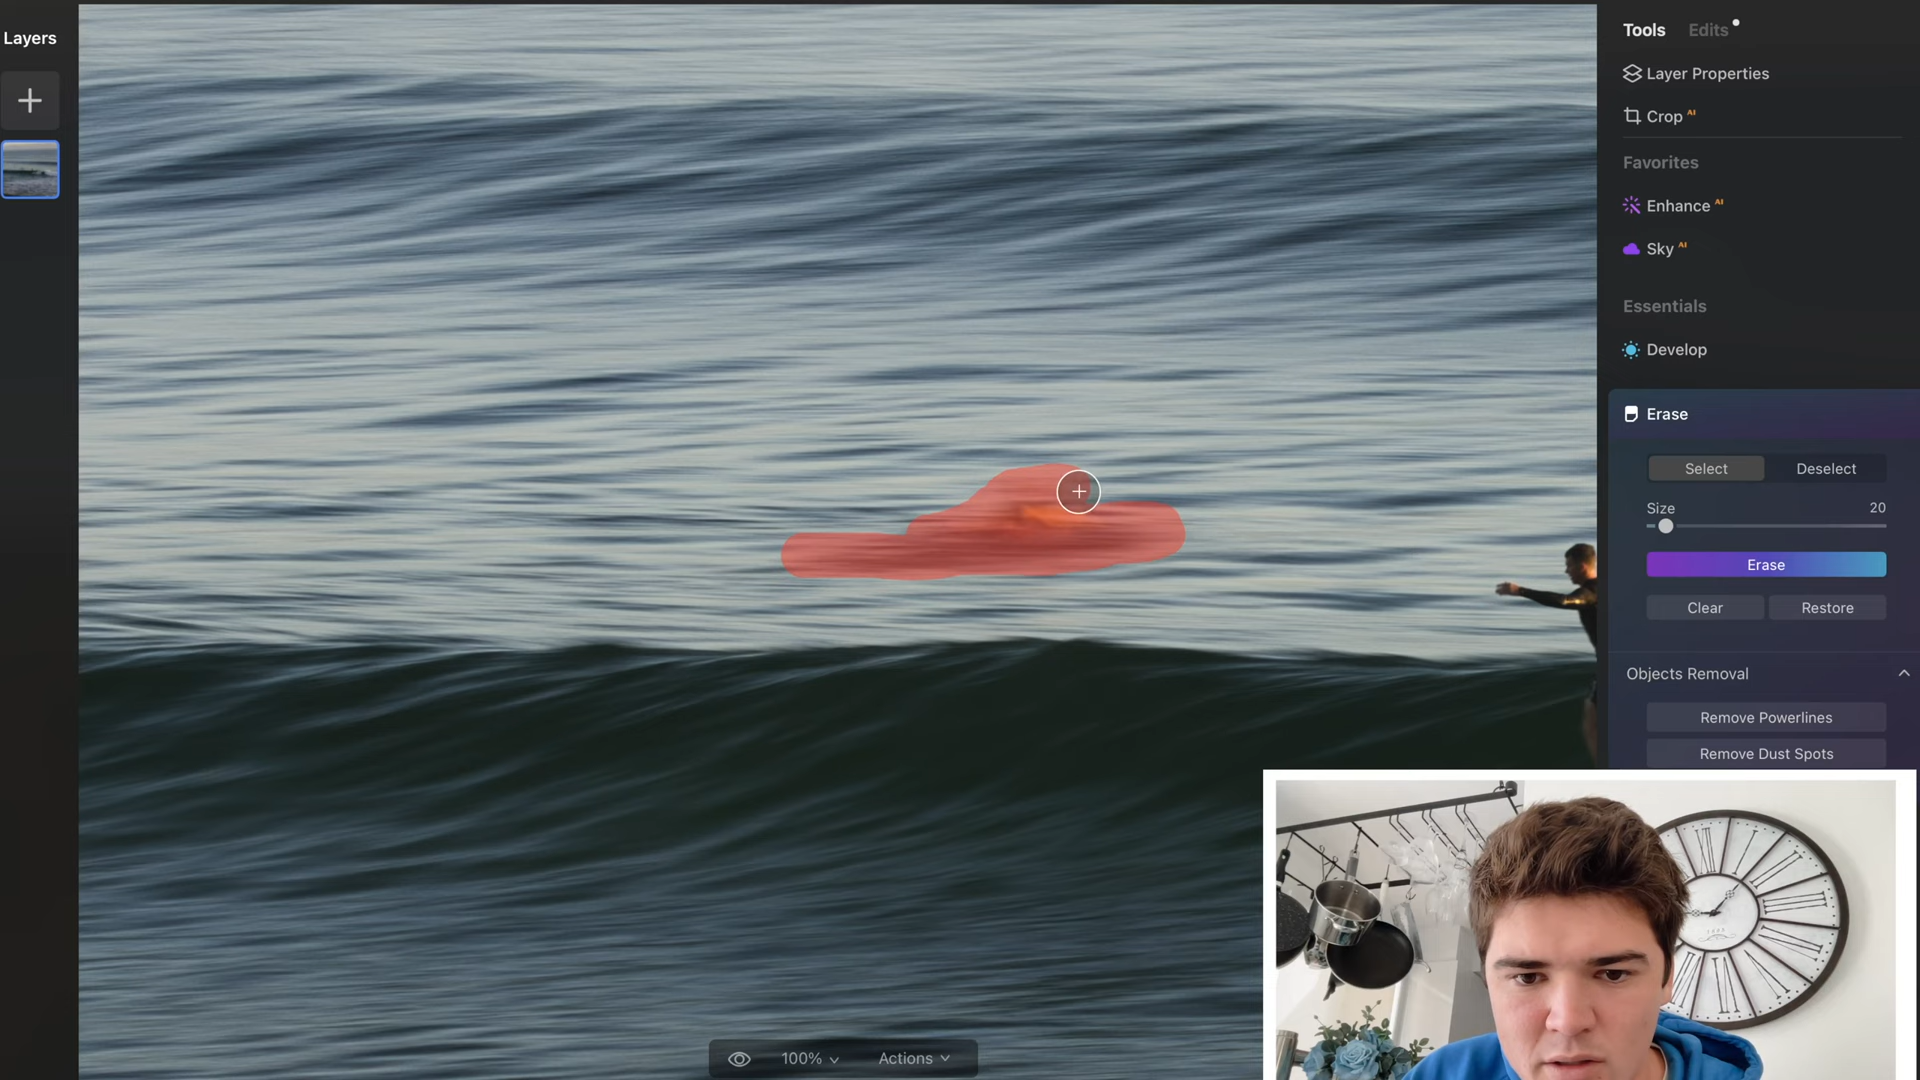 Layers
Tools Edits
Layer Properties
Crop AI
Favorites
Enhance AI
Sky AI
Essentials
Develop
Erase
Select Deselect
Size 20
Erase
Clear Restore
Objects Removal
Remove Powerlines
Remove Dust Spots
100% Actions